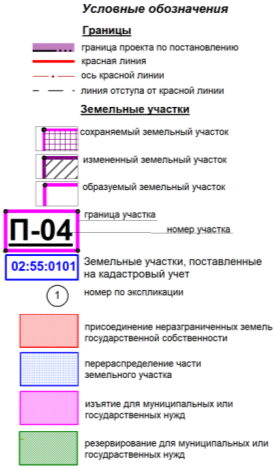 Условные обозначения
Границы
граница проекта по постановлению
красная линия
ось красной линии
линия отступа от красной линии
Земельные участки
сохраняемый земельный участок
измененный земельный участок
образуемый земельный участок
граница участка
П-04
номер участка
02:55:0101
Земельные участки, поставленные
на кадастровый учет
1
номер по экспликации
присоединение неразграниченных земель
государственной собственности
перераспределение части
земельного участка
изъятие для муниципальных или
государственных нужд
резервирование для муниципальных или
государственных нужд